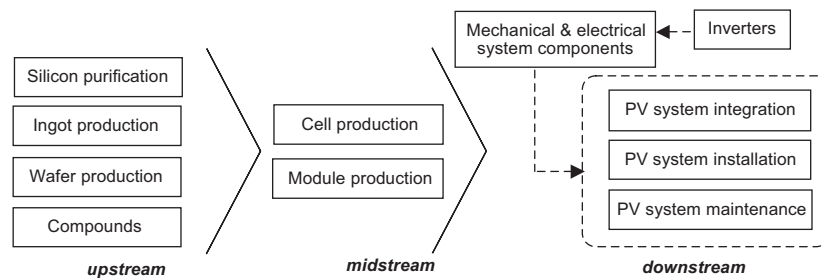 Silicon purification
Ingot production
Wafer production
Compounds
upstream
Cell production
Module production
midstream
Mechanical & electrical
system components
Inverters
PV system integration
PV system installation
PV system maintenance
downstream